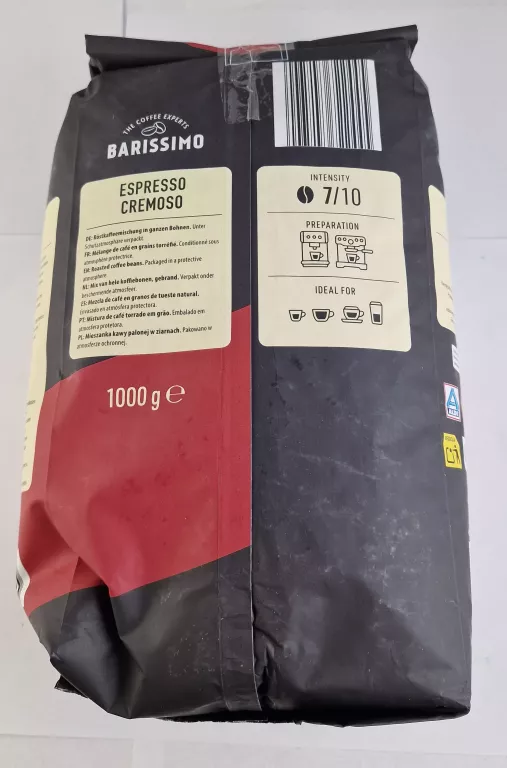 THE COFFEE EXPERTS
BARISSIMO
ESPRESSO
CREMOSO
DE: Röstkaffeemischung in ganzen Bohnen. Unter
Schutzatmosphäre verpackt.
FR: Mélange de café en grains torréfié. Conditionné sous
atmosphère protectrice.
EN: Roasted coffee beans. Packaged in a protective
atmosphere.
NL: Mix van hele koffiebonen, gebrand. Verpakt onder
beschermende atmosfeer.
ES: Mezcla de café en granos de tueste natural.
Envasado en atmósfera protectora.
PT: Mistura de café torrado em grão. Embalado em
atmosfera protetora.
PL: Mieszanka kawy palonej w ziarnach. Pakowano w
atmosferze ochronnej.
1000 g e
INTENSITY
7/10
PREPARATION
IDEAL FOR
ALDI